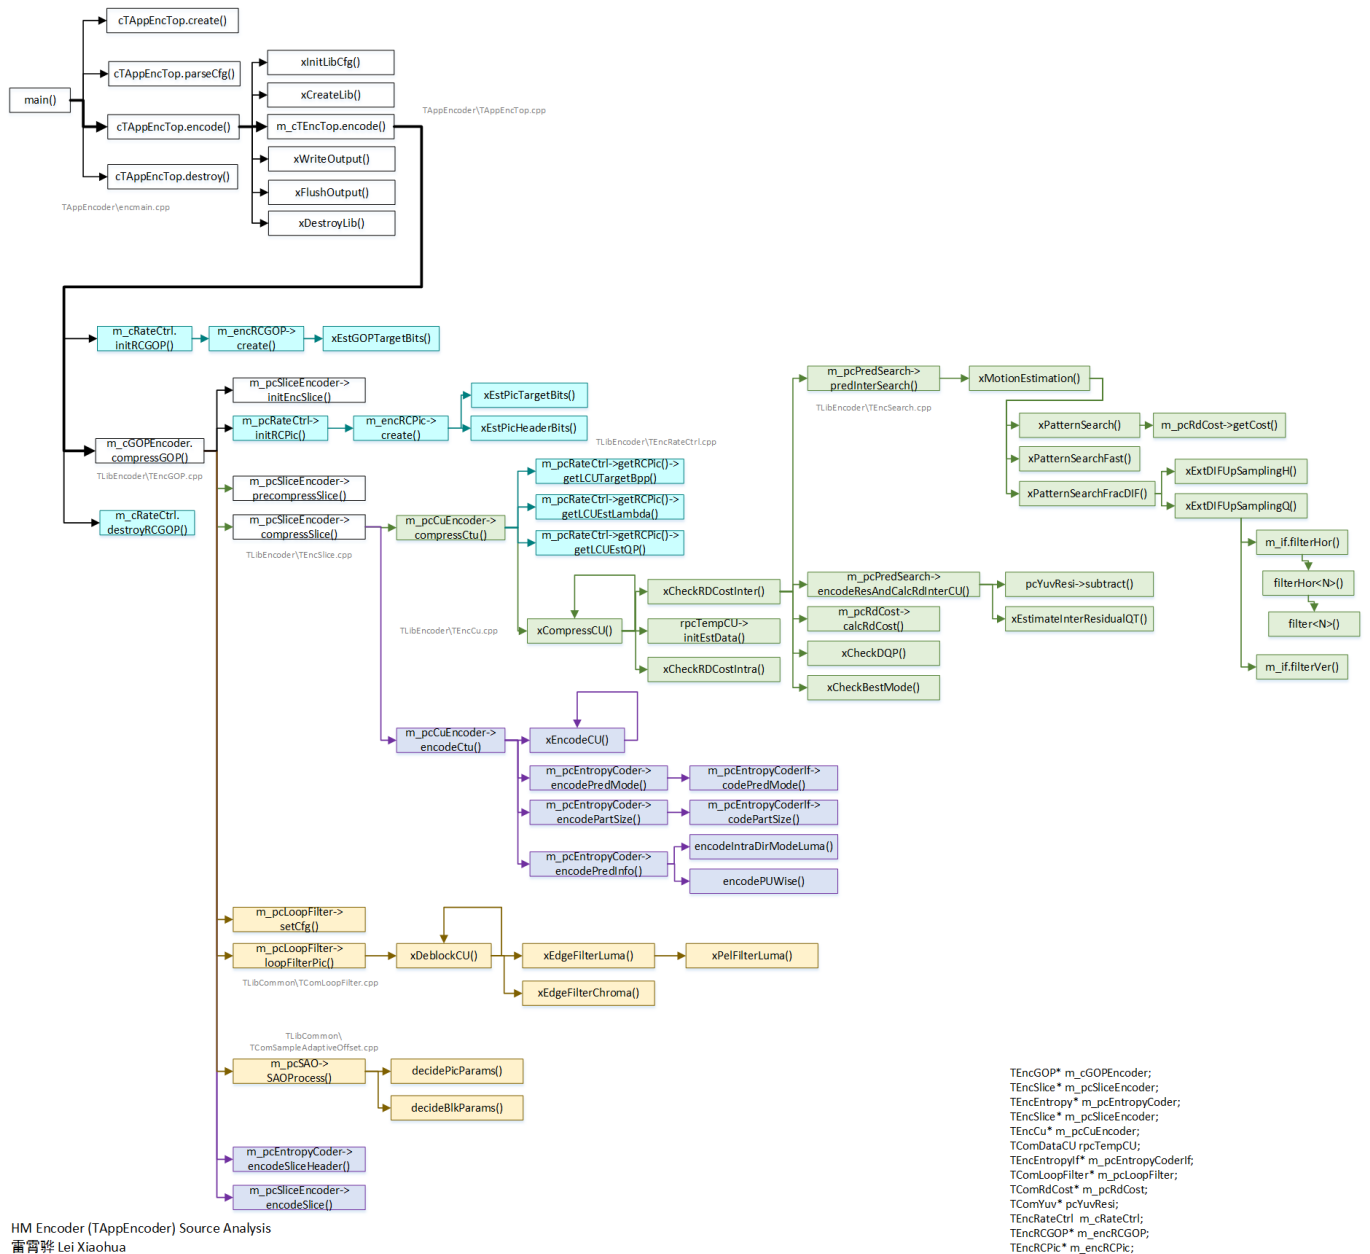 cTAppEncTop.create()
cTAppEncTop.parseCfg()
main()
cTAppEncTop.encode()
cTAppEncTop.destroy()
TAppEncoder\encmain.cpp
xInitLibCfg()
xCreateLib()
m_cTEncTop.encode()
xWriteOutput()
xFlushOutput()
xDestroyLib()
TAppEncoder\TAppEncTop.cpp
m_cRateCtrl.
initRCGOP()
m_encRCGOP->
create()
xEstGOPTargetBits()
m_cGOPEncoder.
compressGOP()
TLibEncoder\TEncGOP.cpp
m_cRateCtrl.
destroyRCGOP()
m_pcSliceEncoder->
initEncSlice()
m_pcRateCtrl->
initRCPic()
m_encRCPic->
create()
xEstPicTargetBits()
xEstPicHeaderBits()
TLibEncoder\TEncRateCtrl.cpp
m_pcSliceEncoder->
precompressSlice()
m_pcSliceEncoder->
compressSlice()
TLibEncoder\TEncSlice.cpp
m_pcCuEncoder->
compressCtu()
m_pcRateCtrl->getRCPic()->
getLCUTargetBpp()
m_pcRateCtrl->getRCPic()->
getLCUEstLambda()
m_pcRateCtrl->getRCPic()->
getLCUEstQP()
TLibEncoder\TEncCu.cpp
xCompressCU()
xCheckRDCostInter()
rpcTempCU->
initEstData()
xCheckRDCostIntra()
m_pcPredSearch->
predInterSearch()
TLibEncoder\TEncSearch.cpp
xMotionEstimation()
xPatternSearch()
m_pcRdCost->getCost()
xPatternSearchFast()
xPatternSearchFracDIF()
xExtDIFUpSamplingH()
xExtDIFUpSamplingQ()
m_if.filterHor()
filterHor<N>()
filter<N>()
m_if.filterVer()
m_pcPredSearch->
encodeResAndCalcRdInterCU()
pcYuvResi->subtract()
xEstimateInterResidualQT()
m_pcRdCost->
calcRdCost()
xCheckDQP()
xCheckBestMode()
m_pcCuEncoder->
encodeCtu()
xEncodeCU()
m_pcEntropyCoder->
encodePredMode()
m_pcEntropyCoderIf->
codePredMode()
m_pcEntropyCoder->
encodePartSize()
m_pcEntropyCoderIf->
codePartSize()
m_pcEntropyCoder->
encodePredInfo()
encodeIntraDirModeLuma()
encodePUWise()
m_pcLoopFilter->
setCfg()
m_pcLoopFilter->
loopFilterPic()
TLibCommon\TComLoopFilter.cpp
xDeblockCU()
xEdgeFilterLuma()
xPelFilterLuma()
xEdgeFilterChroma()
TLibCommon\
TComSampleAdaptiveOffset.cpp
m_pcSAO->
SAOProcess()
decidePicParams()
decideBlkParams()
m_pcEntropyCoder->
encodeSliceHeader()
m_pcSliceEncoder->
encodeSlice()
TEncGOP* m_cGOPEncoder;
TEncSlice* m_pcSliceEncoder;
TEncEntropy* m_pcEntropyCoder;
TEncSlice* m_pcSliceEncoder;
TEncCu* m_pcCuEncoder;
TComDataCU rpcTempCU;
TEncEntropyIf* m_pcEntropyCoderIf;
TComLoopFilter* m_pcLoopFilter;
TComRdCost* m_pcRdCost;
TComYuv* pcYuvResi;
TEncRateCtrl m_cRateCtrl;
TEncRCGOP* m_encRCGOP;
TEncRCPic* m_encRCPic;
HM Encoder (TAppEncoder) Source Analysis
雷霄骅 Lei Xiaohua